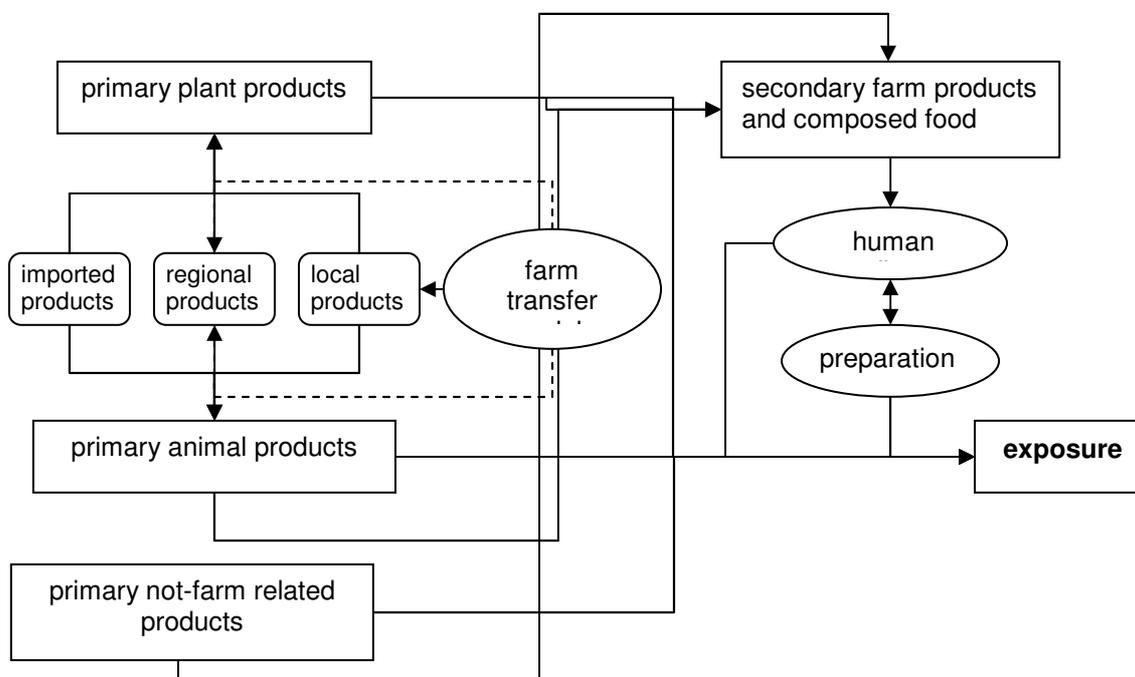 primary plant products
secondary farm products
and composed food
human
imported
products
regional
products
local
products
farm
transfer
preparation
primary animal products
exposure
primary not-farm related
products